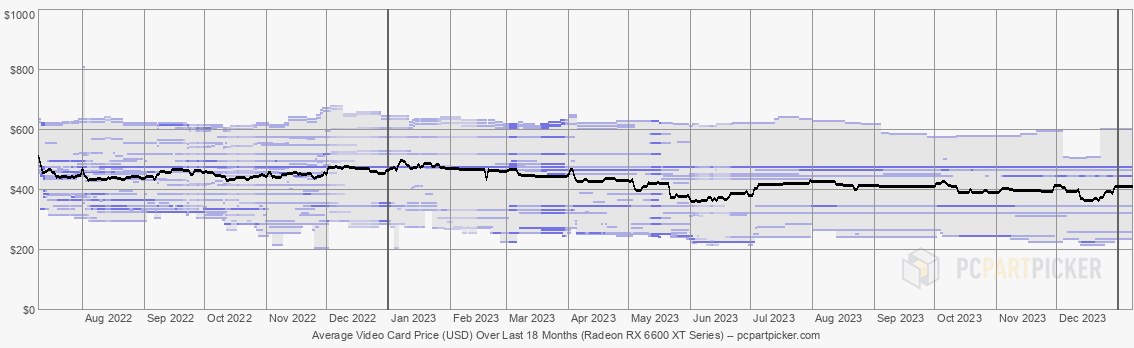 $1000
$800
$600
$400
$200
$0
PCPARTPICKER
Aug 2022 Sep 2022 Oct 2022 Nov 2022 Dec 2022 Jan 2023 Feb 2023 Mar 2023 Apr 2023 May 2023 Jun 2023 Jul 2023 Aug 2023 Sep 2023 Oct 2023 Nov 2023 Dec 2023
Average Video Card Price (USD) Over Last 18 Months (Radeon RX 6600 XT Series) -- pcpartpicker.com